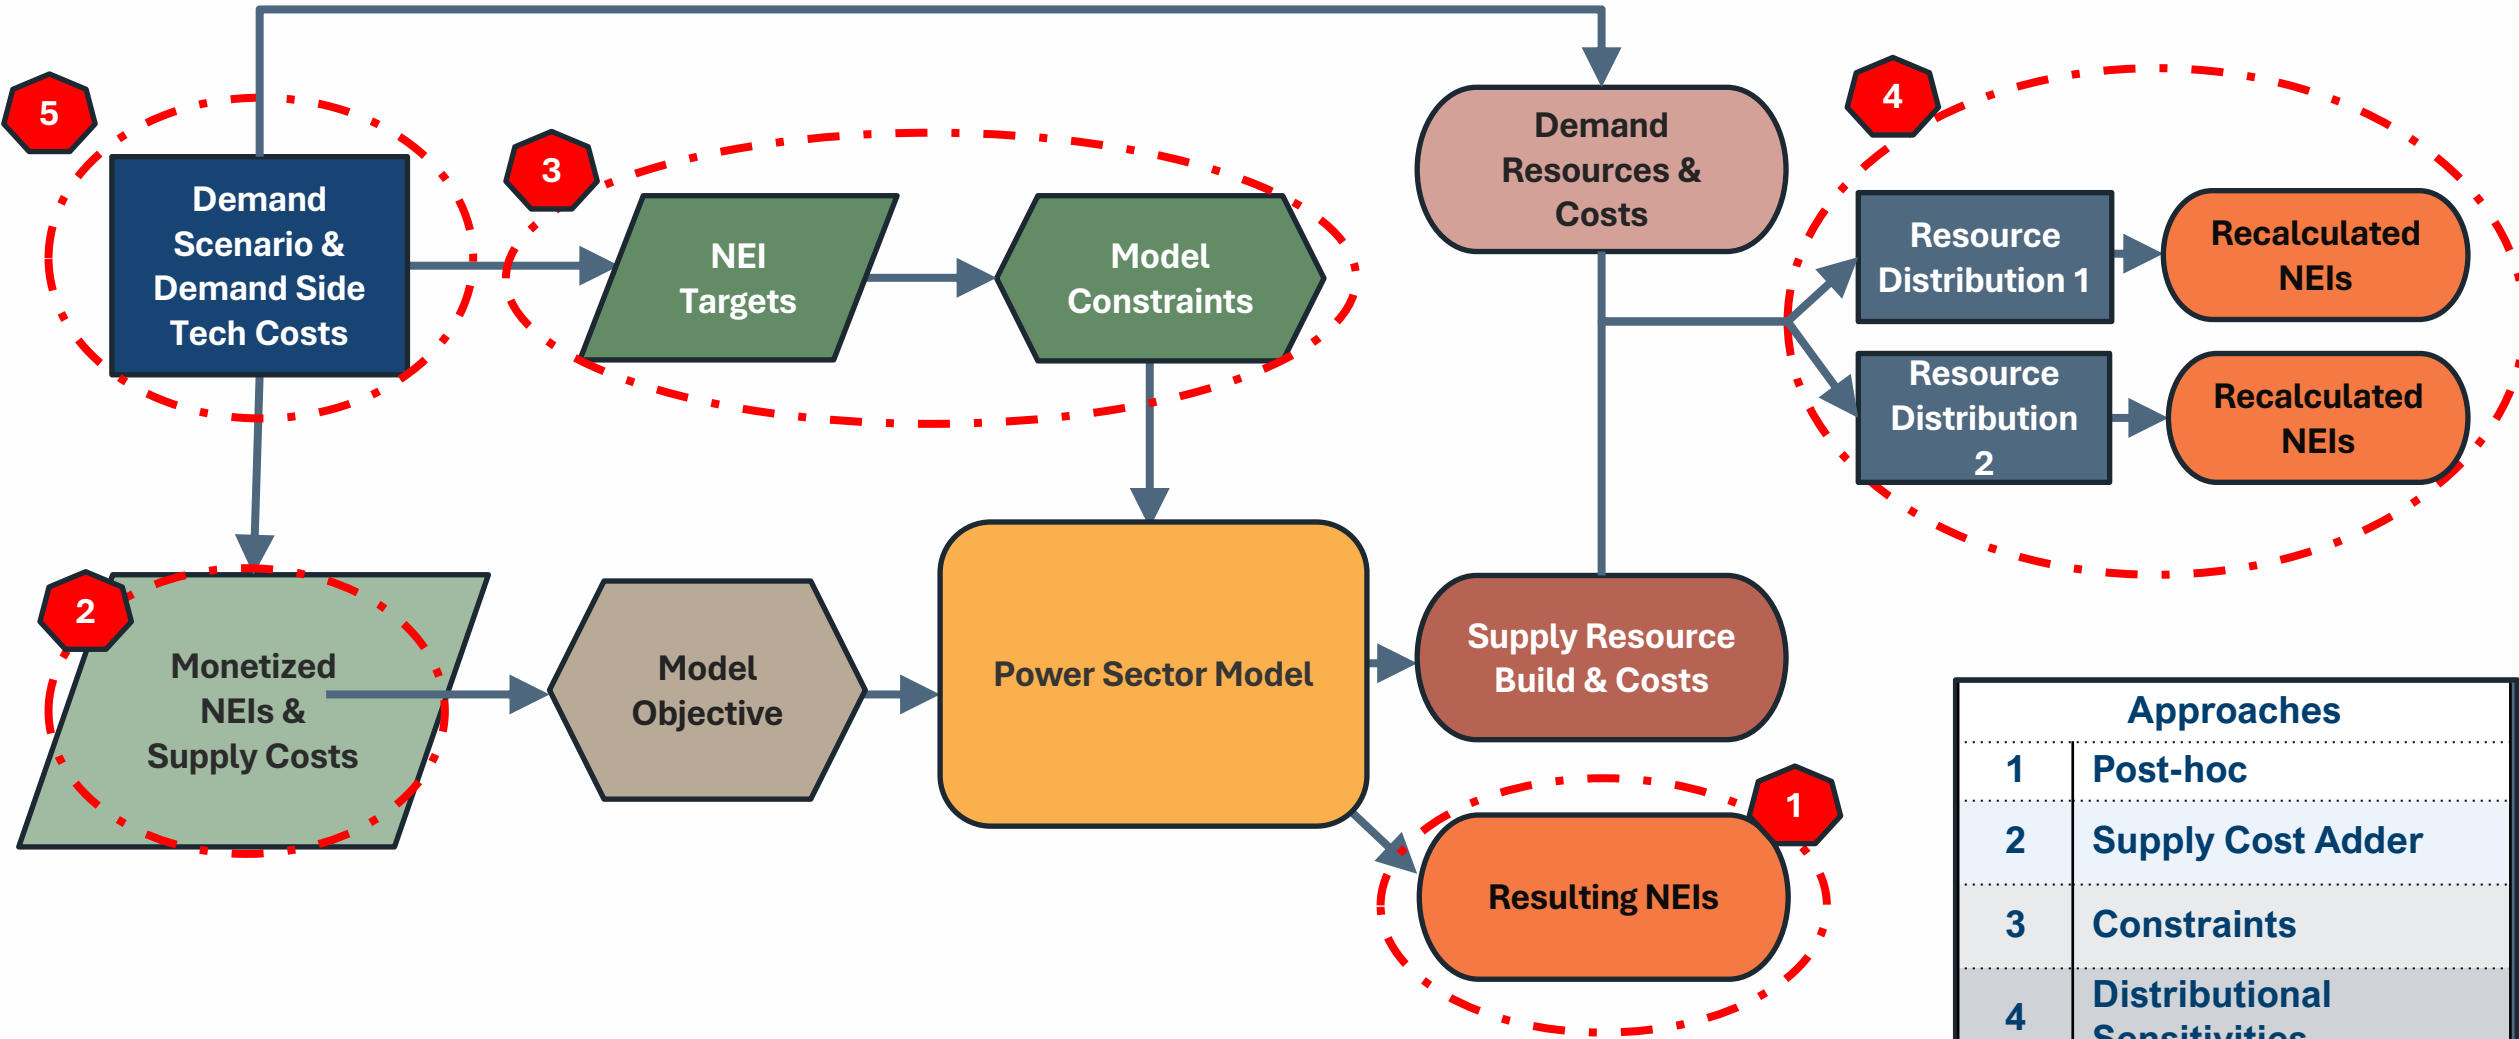 5
Demand
Scenario &
Demand Side
Tech Costs
3
NEI
Targets
Model
Constraints
Demand
Resources &
Costs
4
Resource
Distribution 1
Recalculated
NEIs
Resource
Distribution
2
Recalculated
NEIs
2
Monetized
NEIs &
Supply Costs
Model
Objective
Power Sector Model
Supply Resource
Build & Costs
1
Resulting NEIs
Approaches
1 Post-hoc
2 Supply Cost Adder
3 Constraints
4 Distributional
Sensitivities